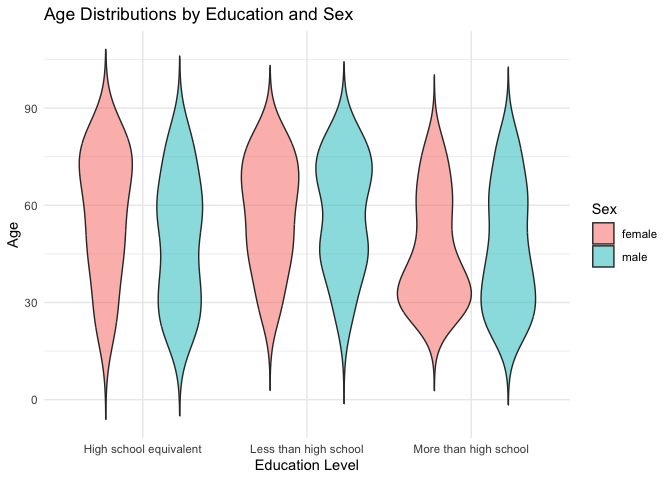 Age Distributions by Education and Sex
Age
90
60
30
0
High school equivalent
Less than high school
More than high school
Education Level
Sex
female
male